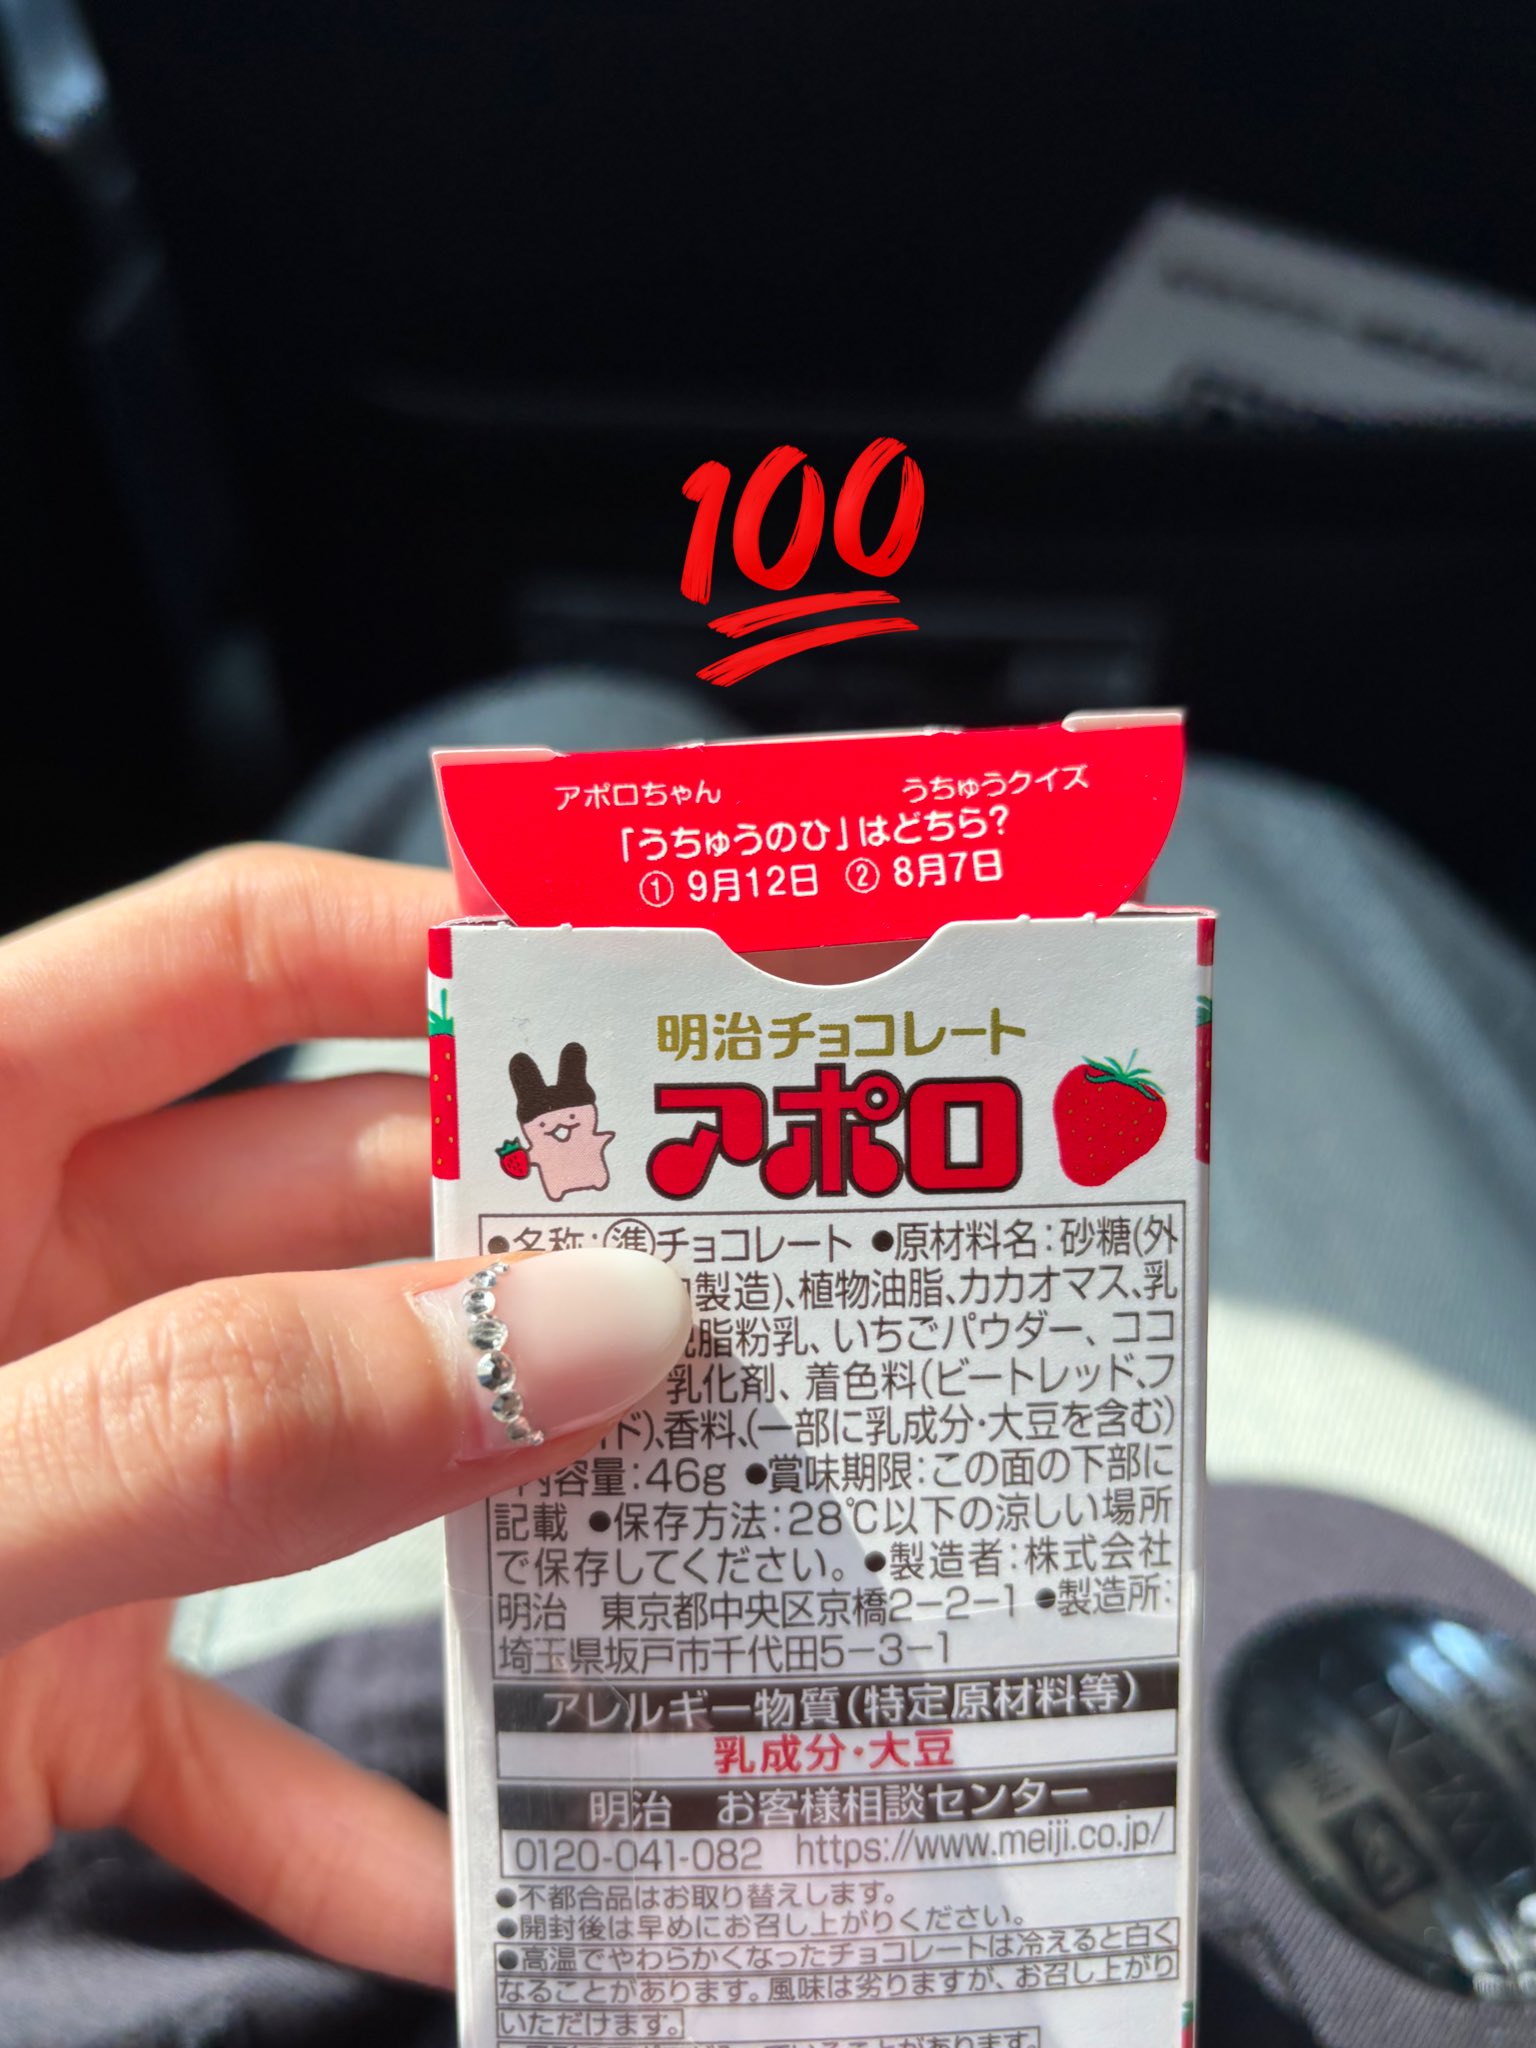 100
アポロちゃん うちゅうクイズ
「うちゅうのひ」はどちら?
① 9月12日 ② 8月7日
明治チョコレート
アポロ
●名称:準チョコレート ●原材料名:砂糖(外
製造)、植物油脂、カカオマス、乳
脂粉乳、いちごパウダー、ココ
乳化剤、着色料(ビートレッド、フ
ド)、香料、(一部に乳成分・大豆を含む)
内容量:46g ●賞味期限:この面の下部に
記載 ●保存方法:28℃以下の涼しい場所
で保存してください。●製造者:株式会社
明治 東京都中央区京橋2-2-1 ●製造所:
埼玉県坂戸市千代田5-3-1
アレルギー物質(特定原材料等)
乳成分・大豆
明治 お客様相談センター
0120-041-082 https://www.meiji.co.jp/
●不都合品はお取り替えします。
●開封後は早めにお召し上がりください。
●高温でやわらかくなったチョコレートは冷えると白く
なることがあります。風味は劣りますが、お召し上がり
いただけます。